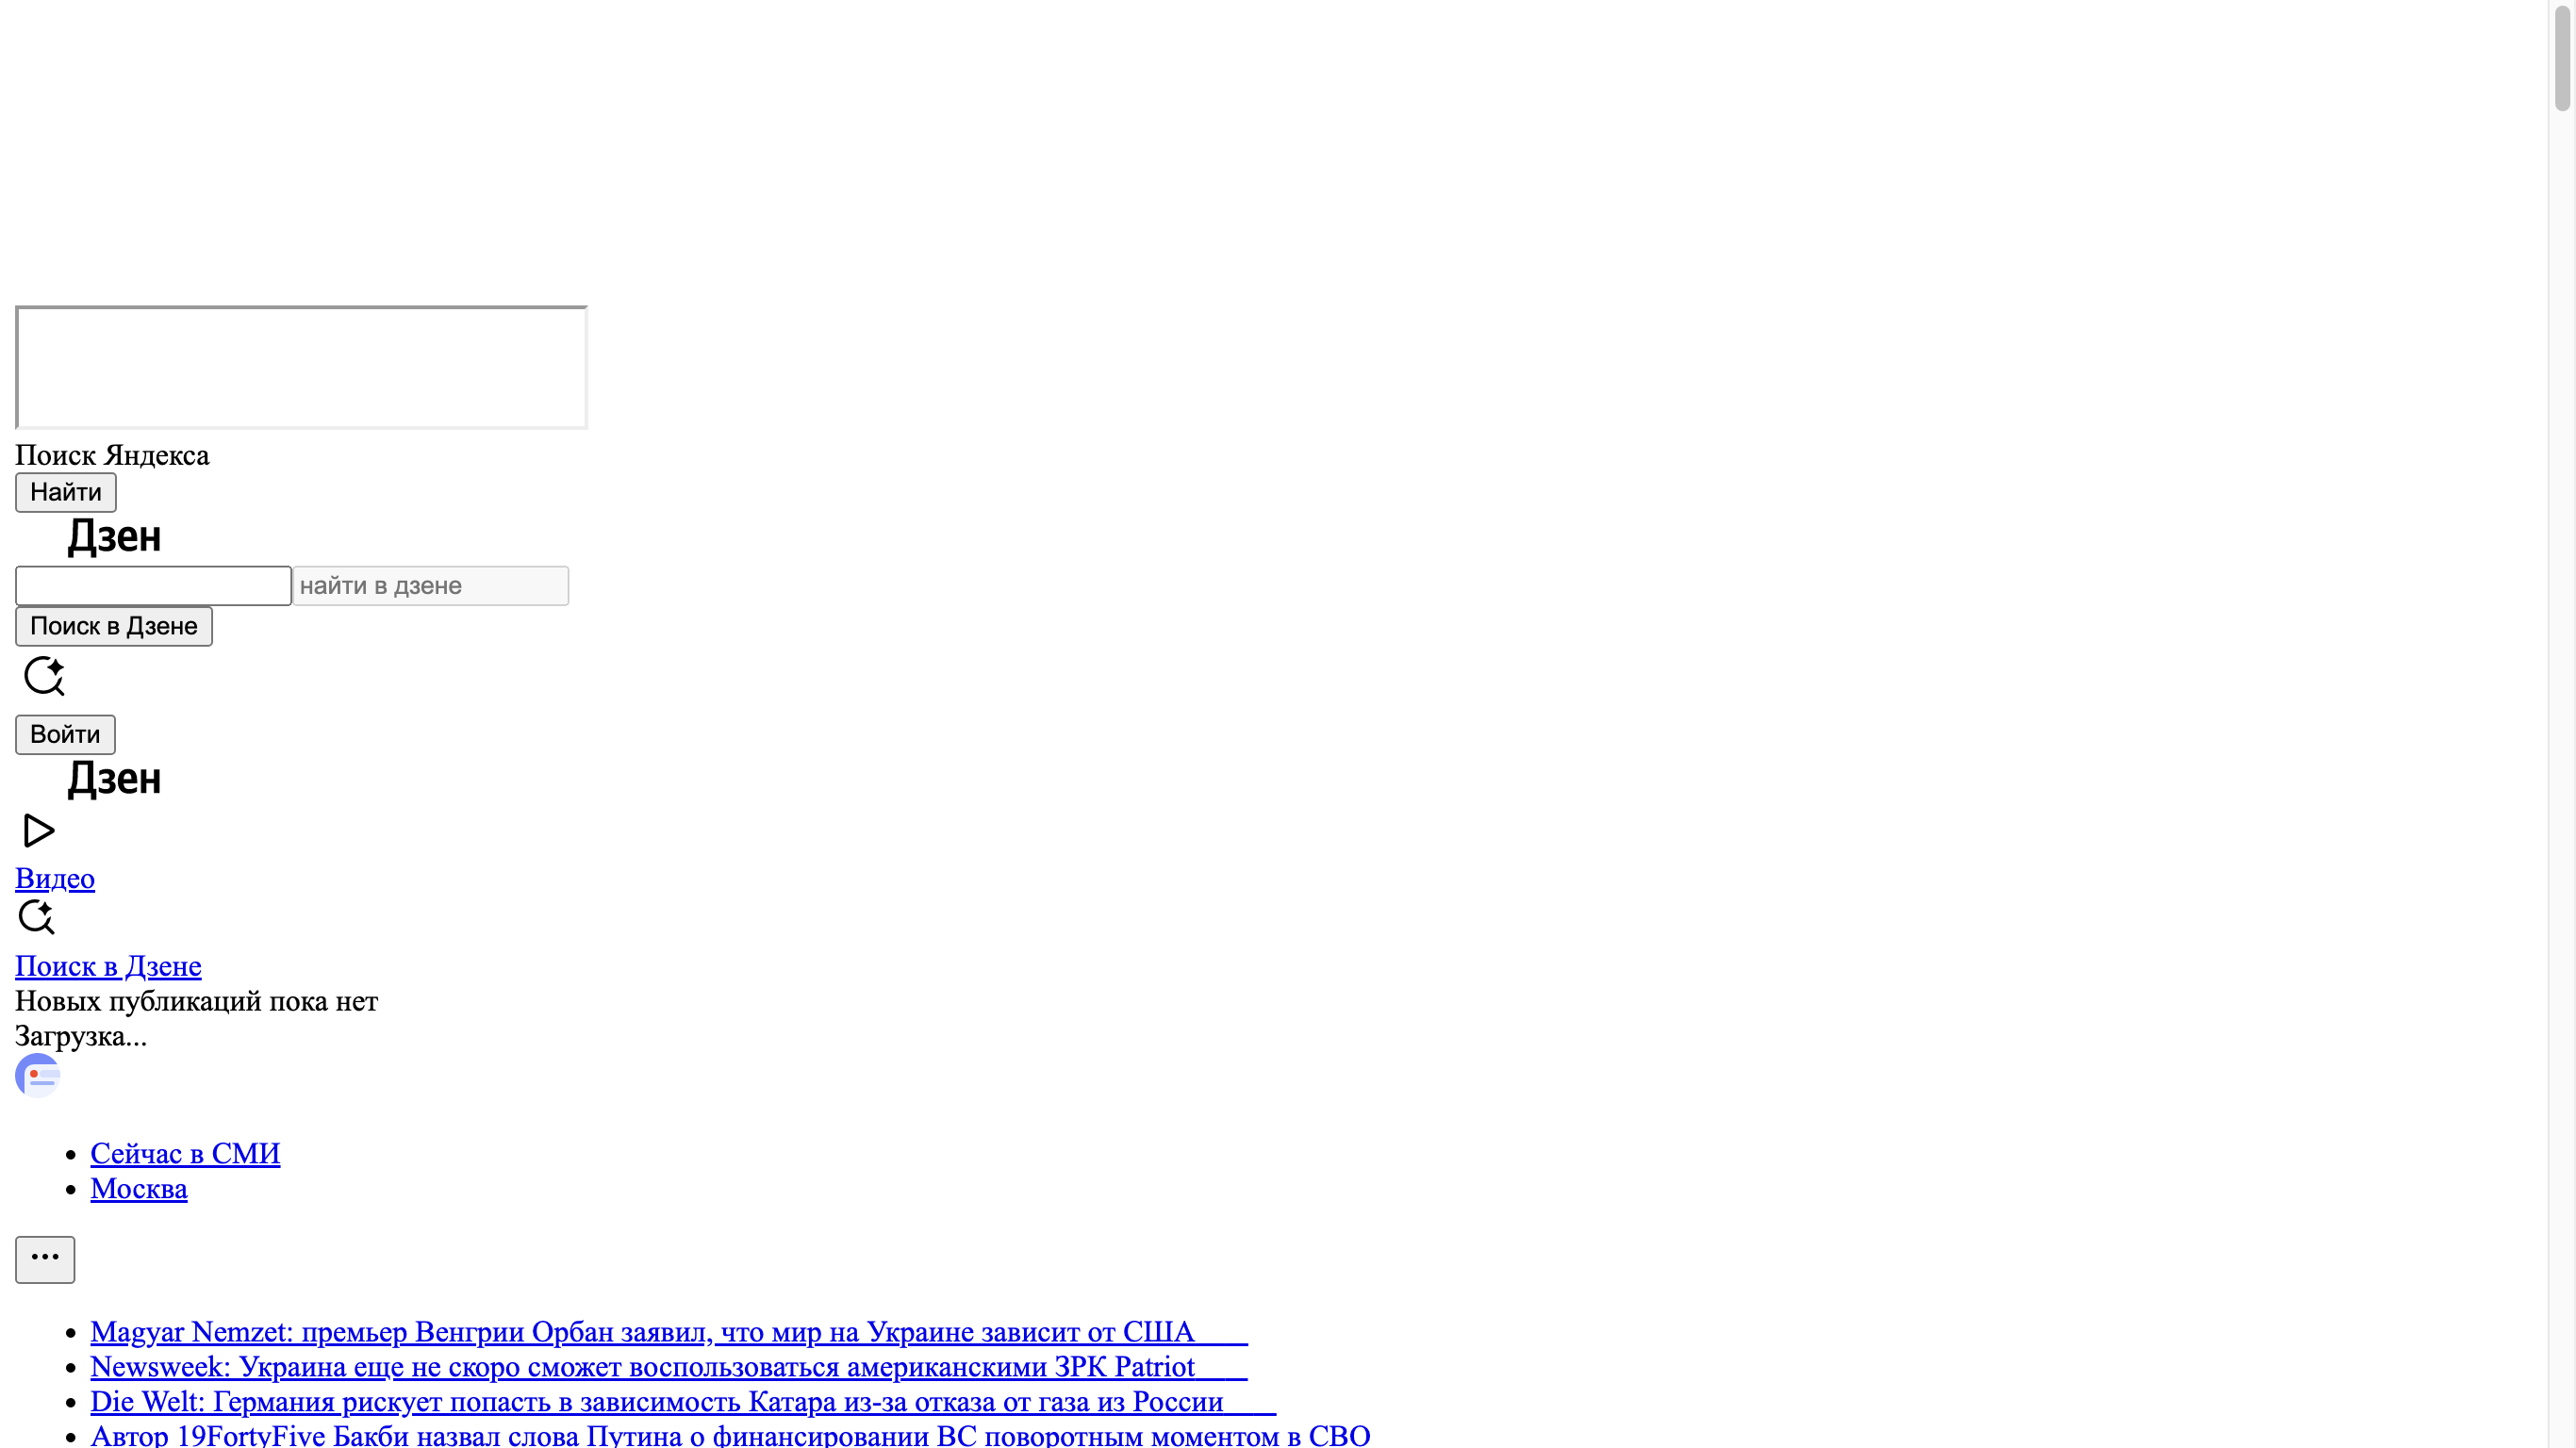 Поиск Яндекса
Найти
Дзен
найти в дзене
Поиск в Дзене
Войти
Дзен
Видео
Поиск в Дзене
Новых публикаций пока нет
Загрузка...
Сейчас в СМИ
Москва
Magyar Nemzet: премьер Венгрии Орбан заявил, что мир на Украине зависит от США
Newsweek: Украина еще не скоро сможет воспользоваться американскими ЗРК Patriot
Die Welt: Германия рискует попасть в зависимость Катара из-за отказа от газа из России
Автор 19FortyFive Бакби назвал слова Путина о финансировании ВС поворотным моментом в СВО